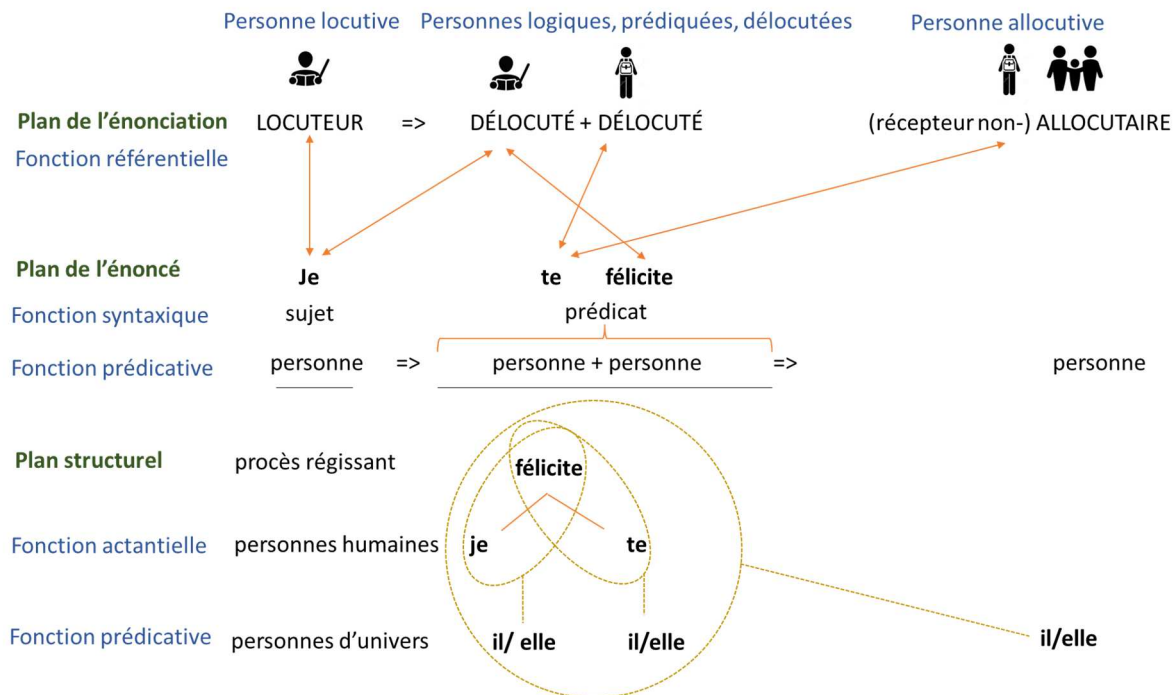 Personne locutive Personnes logiques, prédiquées, délocutées Personne allocutive
Plan de l’énonciation LOCUTEUR => DÉLOCUTÉ + DÉLOCUTÉ (récepteur non-) ALLOCUTAIRE
Fonction référentielle
Plan de l’énoncé Je te félicite
Fonction syntaxique sujet prédicat
Fonction prédicative personne => personne + personne => personne
Plan structurel procès régissant félicite
Fonction actantielle personnes humaines je te
Fonction prédicative personnes d’univers il/ elle il/elle il/elle